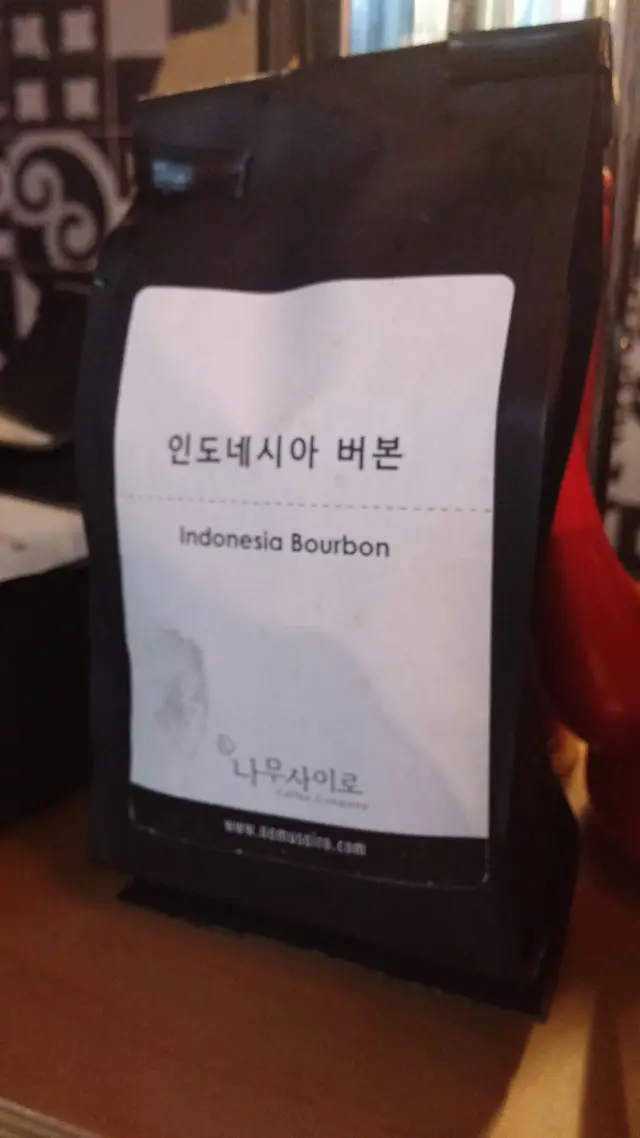 인도네시아 버본
Indonesia Bourbon
나무사이로
Coffee Company
www.namusairo.com